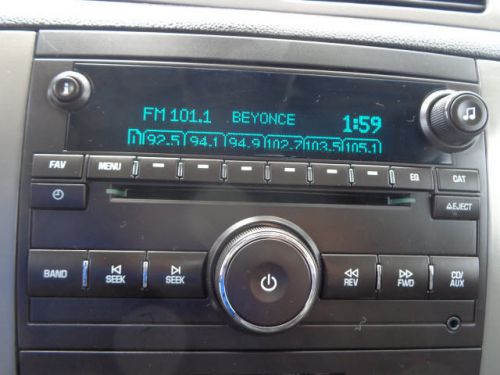 FM 101.1 BEYONCE 1:59
1 92.5 94.1 94.9 102.7 103.5 105.1
FAV MENU EQ CAT
EJECT
BAND SEEK SEEK REV FWD CD/
AUX